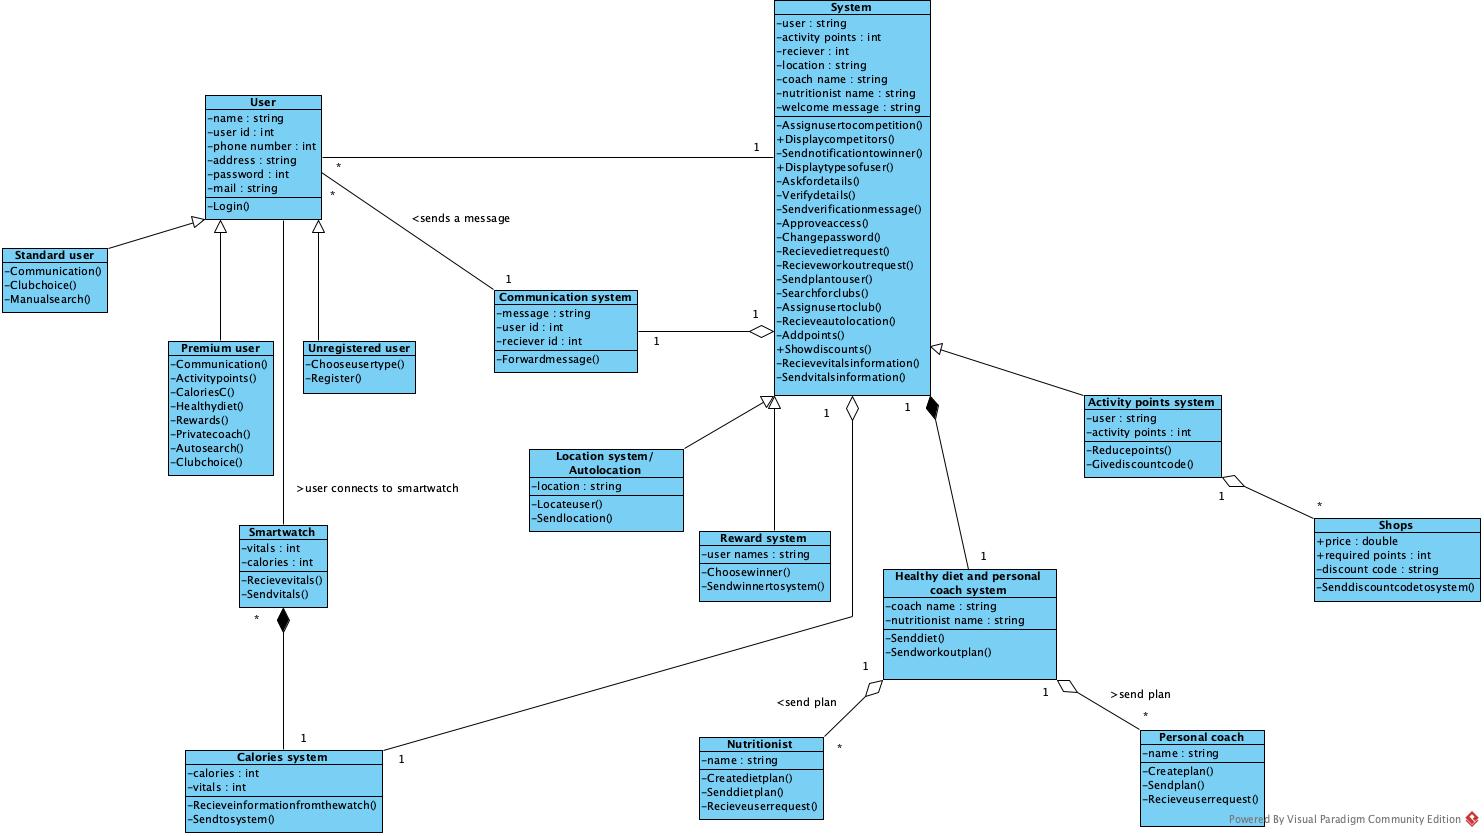 System
-user : string
-activity points : int
-reciever : int
-location : string
-coach name : string
-nutritionist name : string
-welcome message : string
-Assignusertocompetition()
+Displaycompetitors()
-Sendnotificationtowinner()
+Displaytypesofuser()
-Askfordetails()
-Verifydetails()
-Sendverificationmessage()
-Approveaccess()
-Changepassword()
-Recievedietrequest()
-Recieveworkoutrequest()
-Sendplantouser()
-Searchforclubs()
-Assignusertoclub()
-Recieveautolocation()
-Addpoints()
+Showdiscounts()
-Recievevitalsinformation()
-Sendvitalsinformation()
User
-name : string
-user id : int
-phone number : int
-address : string
-password : int
-mail : string
-Login()
*
1
*
<sends a message
1
Standard user
-Communication()
-Clubchoice()
-Manualsearch()
Communication system
-message : string
-user id : int
-reciever id : int
-Forwardmessage()
1
1
Premium user
-Communication()
-Activitypoints()
-CaloriesC()
-Healthydiet()
-Rewards()
-Privatecoach()
-Autosearch()
-Clubchoice()
Unregistered user
-Chooseusertype()
-Register()
Activity points system
-user : string
-activity points : int
-Reducepoints()
-Givediscountcode()
1
1
Location system/
Autolocation
-location : string
-Locateuser()
-Sendlocation()
>user connects to smartwatch
1
*
Shops
+price : double
+required points : int
-discount code : string
-Senddiscountcodetosystem()
Smartwatch
-vitals : int
-calories : int
-Recievevitals()
-Sendvitals()
*
Reward system
-user names : string
-Choosewinner()
-Sendwinnertosystem()
1
Healthy diet and personal
coach system
-coach name : string
-nutritionist name : string
-Senddiet()
-Sendworkoutplan()
1
1
<send plan
>send plan
*
*
1
1
Calories system
-calories : int
-vitals : int
-Recieveinformationfromthewatch()
-Sendtosystem()
Nutritionist
-name : string
-Createdietplan()
-Senddietplan()
-Recieveuserrequest()
Personal coach
-name : string
-Createplan()
-Sendplan()
-Recieveuserrequest()
Powered By Visual Paradigm Community Edition